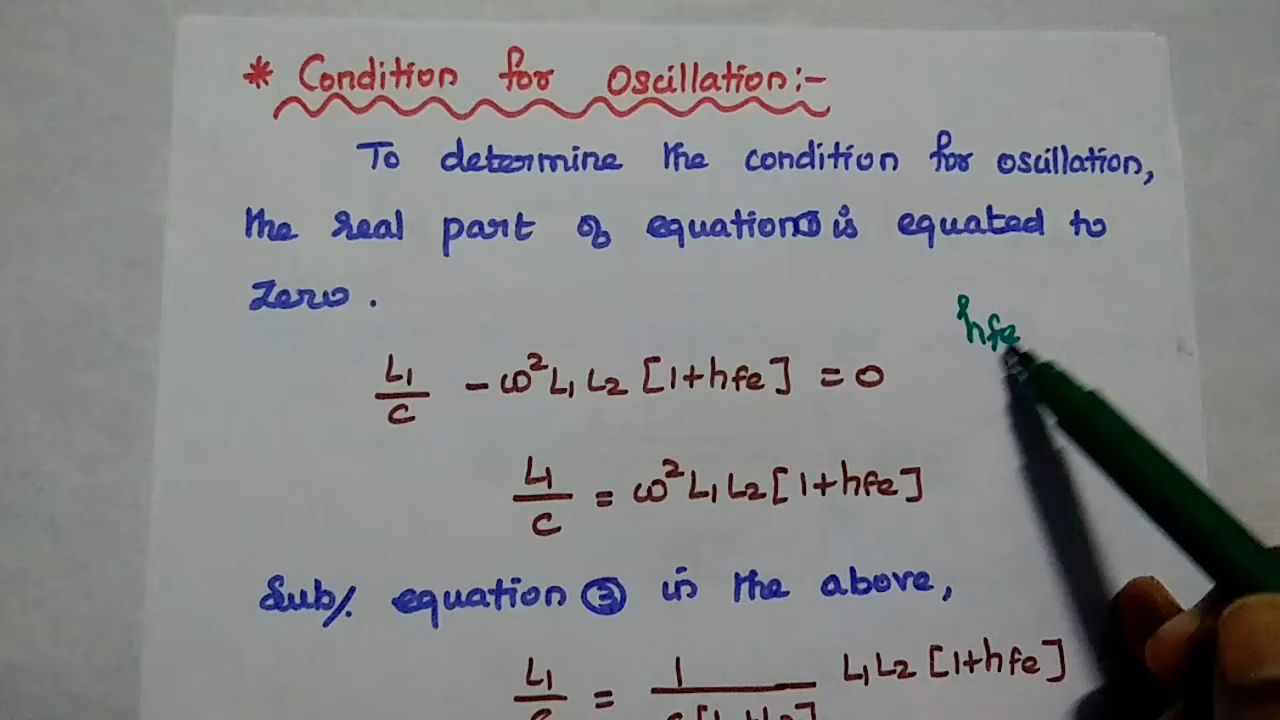 * Condition for Oscillation:-
To determine the condition for oscillation,
the real part of equation is equated to
zero.
hfe
L1/C - ω²L1L2[1+hfe] = 0
L1/C = ω²L1L2[1+hfe]
Sub/. equation ③ in the above,
L1/C = 1/ L1L2[1+hfe]